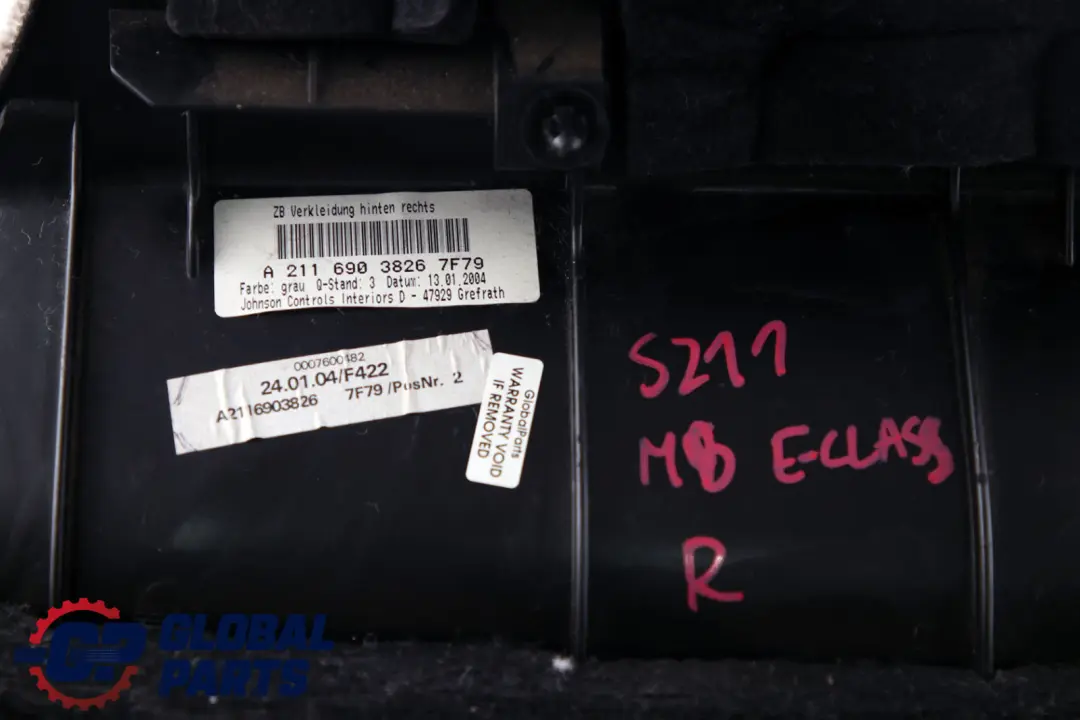 ZB Verkleidung hinten rechts
A 211 690 3826 7F79
Farbe: grau Q-Stand: 3 Datum: 13.01.2004
Johnson Controls Interiors D - 47929 Grefrath
0007600482
24.01.04/F422
A2116903826 7F79 /PosNr. 2
GlobalParts
WARRANTY VOID
IF REMOVED
S211
MB E-CLASS
R
GP GLOBAL
PARTS